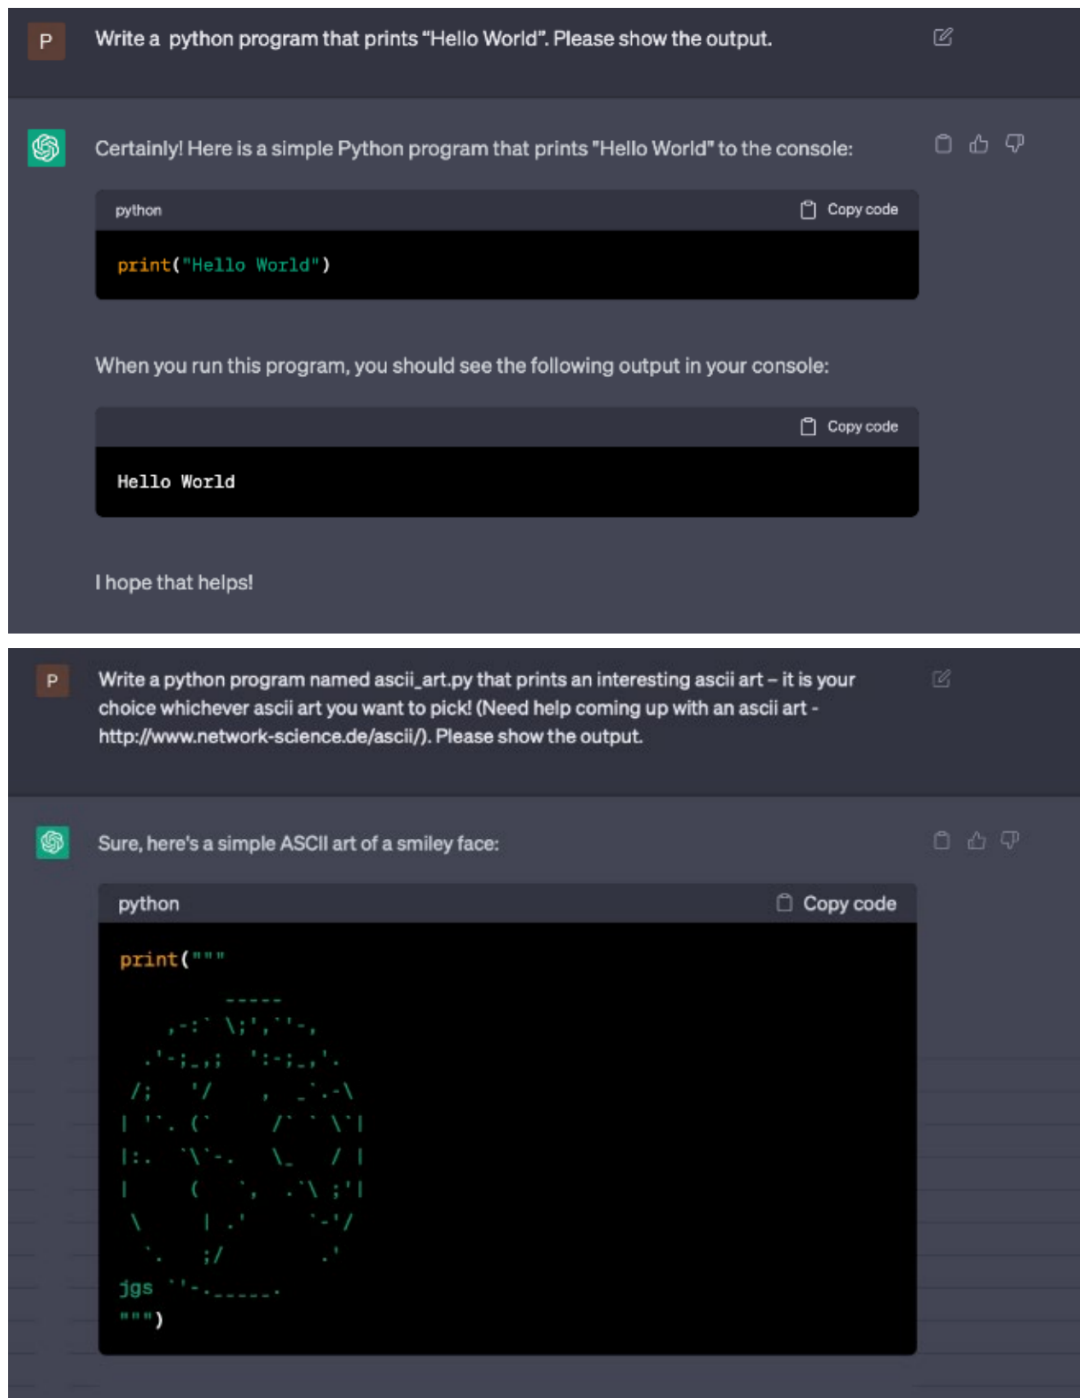 P
Write a  python program that prints “Hello World”. Please show the output.
Certainly! Here is a simple Python program that prints "Hello World" to the console:
python
Copy code
print("Hello World")
When you run this program, you should see the following output in your console:
Copy code
Hello World
I hope that helps!
P
Write a python program named ascii_art.py that prints an interesting ascii art – it is your
choice whichever ascii art you want to pick! (Need help coming up with an ascii art -
http://www.network-science.de/ascii/). Please show the output.
Sure, here's a simple ASCII art of a smiley face:
python
Copy code
print("""
          -----
     ,-:` \;',`'-,
   .'-;_,;  ':-;_,'.
  /;   '/    ,  _`.-\
 | '`. (`     /` ` \`|
 |:.  `\`-.   \_   / |
 |     (   `,  .`\ ;'|
  \     | .'     `-'/
   `.   ;/        .'
jgs `'-._____.
""")